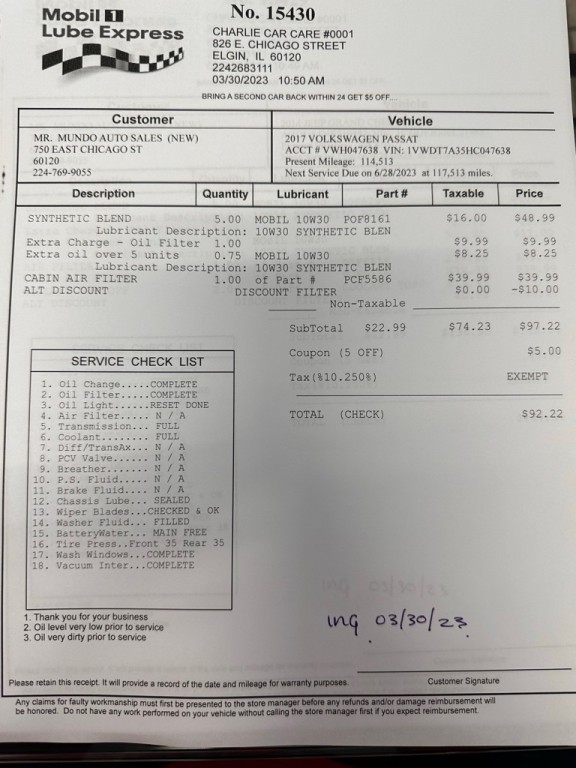 Mobil 1
Lube Express
No. 15430
CHARLIE CAR CARE #0001
826 E. CHICAGO STREET
ELGIN, IL 60120
2242683111
03/30/2023 10:50 AM
BRING A SECOND CAR BACK WITHIN 24 GET $5 OFF...
Customer
MR. MUNDO AUTO SALES (NEW)
750 EAST CHICAGO ST
60120
224-769-9055
Vehicle
2017 VOLKSWAGEN PASSAT
ACCT # VWH047638 VIN: 1VWDT7A35HC047638
Present Mileage: 114,513
Next Service Due on 6/28/2023 at 117,513 miles.
Description Quantity Lubricant Part # Taxable Price
SYNTHETIC BLEND 5.00 MOBIL 10W30 POF8161 $16.00 $48.99
Lubricant Description: 10W30 SYNTHETIC BLEN
Extra Charge - Oil Filter 1.00 $9.99 $9.99
Extra oil over 5 units 0.75 MOBIL 10W30 $8.25 $8.25
Lubricant Description: 10W30 SYNTHETIC BLEN
CABIN AIR FILTER 1.00 of Part # PCF5586 $39.99 $39.99
ALT DISCOUNT DISCOUNT FILTER $0.00 -$10.00
Non-Taxable
SubTotal $22.99 $74.23 $97.22
Coupon (5 OFF) $5.00
Tax(%10.250%) EXEMPT
TOTAL (CHECK) $92.22
SERVICE CHECK LIST
1. Oil Change.....COMPLETE
2. Oil Filter.....COMPLETE
3. Oil Light......RESET DONE
4. Air Filter..... N / A
5. Transmission... FULL
6. Coolant........ FULL
7. Diff/TransAx... N / A
8. PCV Valve...... N / A
9. Breather....... N / A
10. P.S. Fluid..... N / A
11. Brake Fluid.... N / A
12. Chassis Lube... SEALED
13. Wiper Blades...CHECKED & OK
14. Washer Fluid... FILLED
15. BatteryWater... MAIN FREE
16. Tire Press..Front 35 Rear 35
17. Wash Windows...COMPLETE
18. Vacuum Inter...COMPLETE
1. Thank you for your business
2. Oil level very low prior to service
3. Oil very dirty prior to service
03/30/23
Please retain this receipt. It will provide a record of the date and mileage for warranty purposes.
Customer Signature
Any claims for faulty workmanship must first be presented to the store manager before any refunds and/or damage reimbursement will
be honored. Do not have any work performed on your vehicle without calling the store manager first if you expect reimbursement.